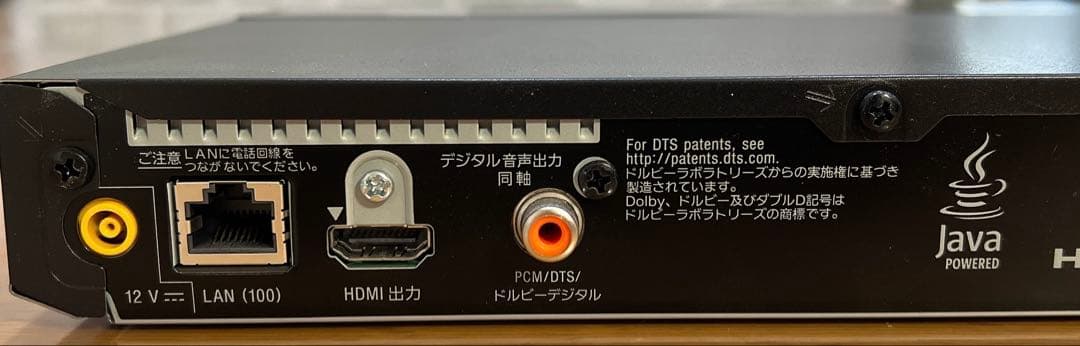 ご注意 LANに電話回線を
つながないでください。
12 V
LAN (100)
HDMI 出力
デジタル音声出力
同軸
PCM/DTS/
ドルビーデジタル
For DTS patents, see
http://patents.dts.com.
ドルビーラボラトリーズからの実施権に基づき
製造されています。
Dolby、ドルビー及びダブルD記号は
ドルビーラボラトリーズの商標です。
Java
POWERED
H